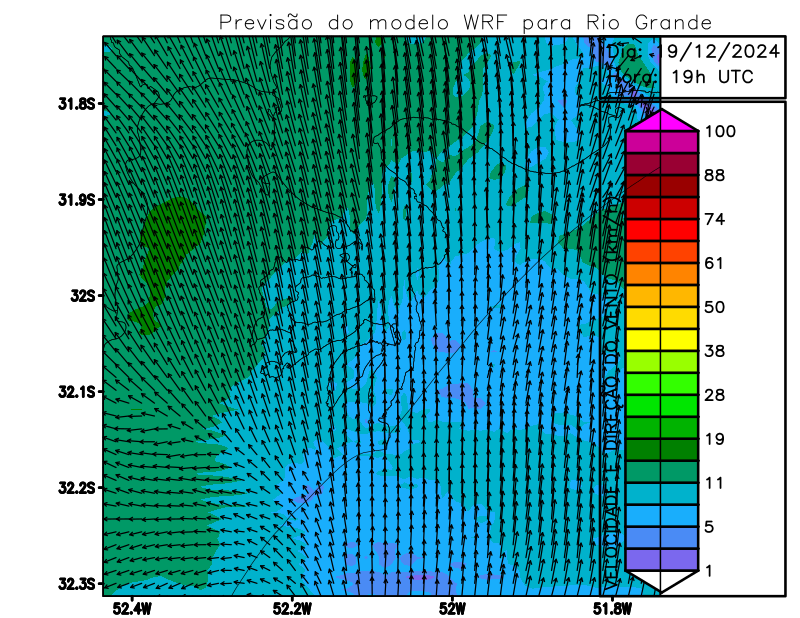 Previsão do modelo WRF para Rio Grande
Dia: 19/12/2024
Hora: 19h UTC
31.8S
31.9S
32S
32.1S
32.2S
32.3S
52.4W
52.2W
52W
51.8W
VELOCIDADE E DIREÇÃO DO VENTO (km/h)
100
88
74
61
50
38
28
19
11
5
1